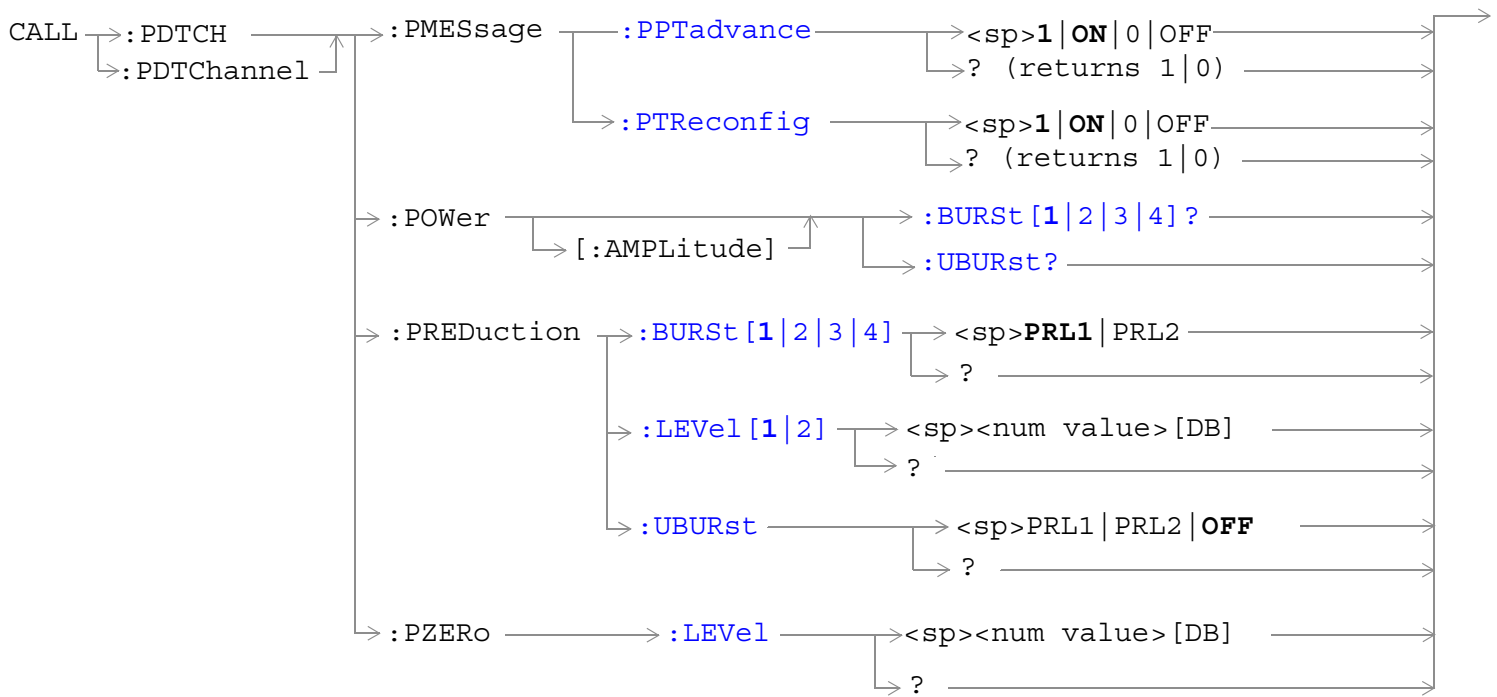 CALL :PDTCH :PMESsage :PPTadvance <sp>1|ON|0|OFF
:PDTChannel ? (returns 1|0)
:PTReconfig <sp>1|ON|0|OFF
? (returns 1|0)
:POWer :BURSt[1|2|3|4]?
[:AMPLitude] :UBURst?
:PREDuction :BURSt[1|2|3|4] <sp>PRL1|PRL2
?
:LEVel[1|2] <sp><num value>[DB]
?
:UBURst <sp>PRL1|PRL2|OFF
?
:PZERo :LEVel <sp><num value>[DB]
?